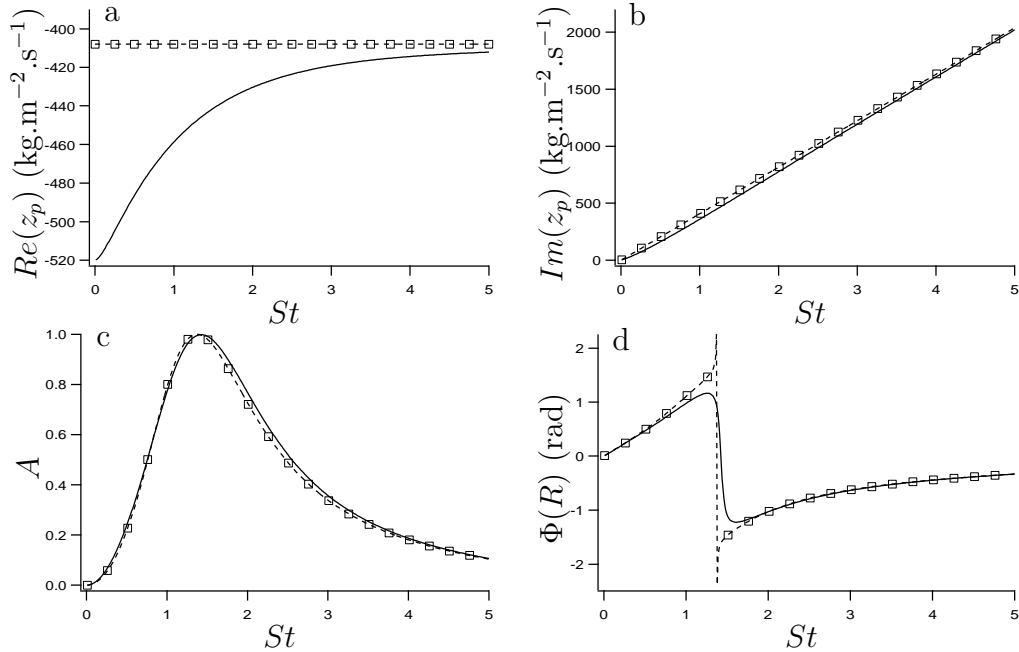 a
Re(z_p) (kg.m^{-2}.s^{-1})
-400
-420
-440
-460
-480
-500
-520
0 1 2 3 4 5
St
b
Im(z_p) (kg.m^{-2}.s^{-1})
2000
1500
1000
500
0
0 1 2 3 4 5
St
c
A
1.0
0.8
0.6
0.4
0.2
0.0
0 1 2 3 4 5
St
d
Φ(R) (rad)
2
1
0
-1
-2
0 1 2 3 4 5
St